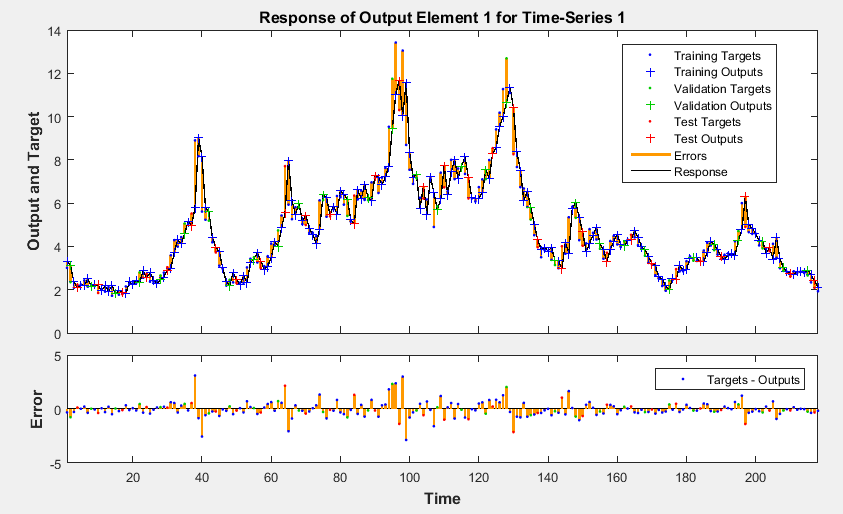 Response of Output Element 1 for Time-Series 1
Output and Target
14
12
10
8
6
4
2
0
Training Targets
Training Outputs
Validation Targets
Validation Outputs
Test Targets
Test Outputs
Errors
Response
Error
5
0
-5
Targets - Outputs
20 40 60 80 100 120 140 160 180 200
Time